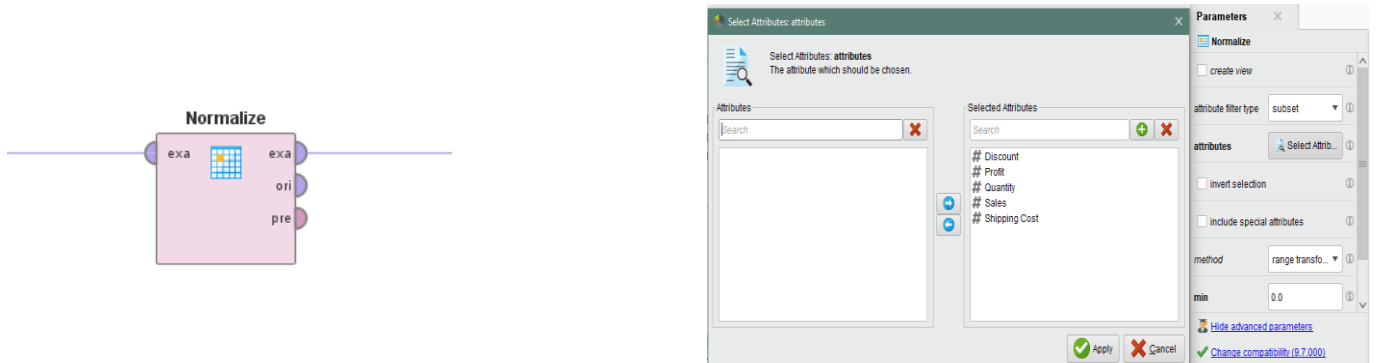 Normalize
exa
exa
ori
pre
Select Attributes: attributes
X
Select Attributes: attributes
The attribute which should be chosen.
Attributes
Search
Selected Attributes
Search
# Discount
# Profit
# Quantity
# Sales
# Shipping Cost
Apply
Cancel
Parameters X
Normalize
create view
attribute filter type subset
attributes Select Attrib...
invert selection
include special attributes
method range transfo...
min 0.0
Hide advanced parameters
Change compatibility (9.7.000)